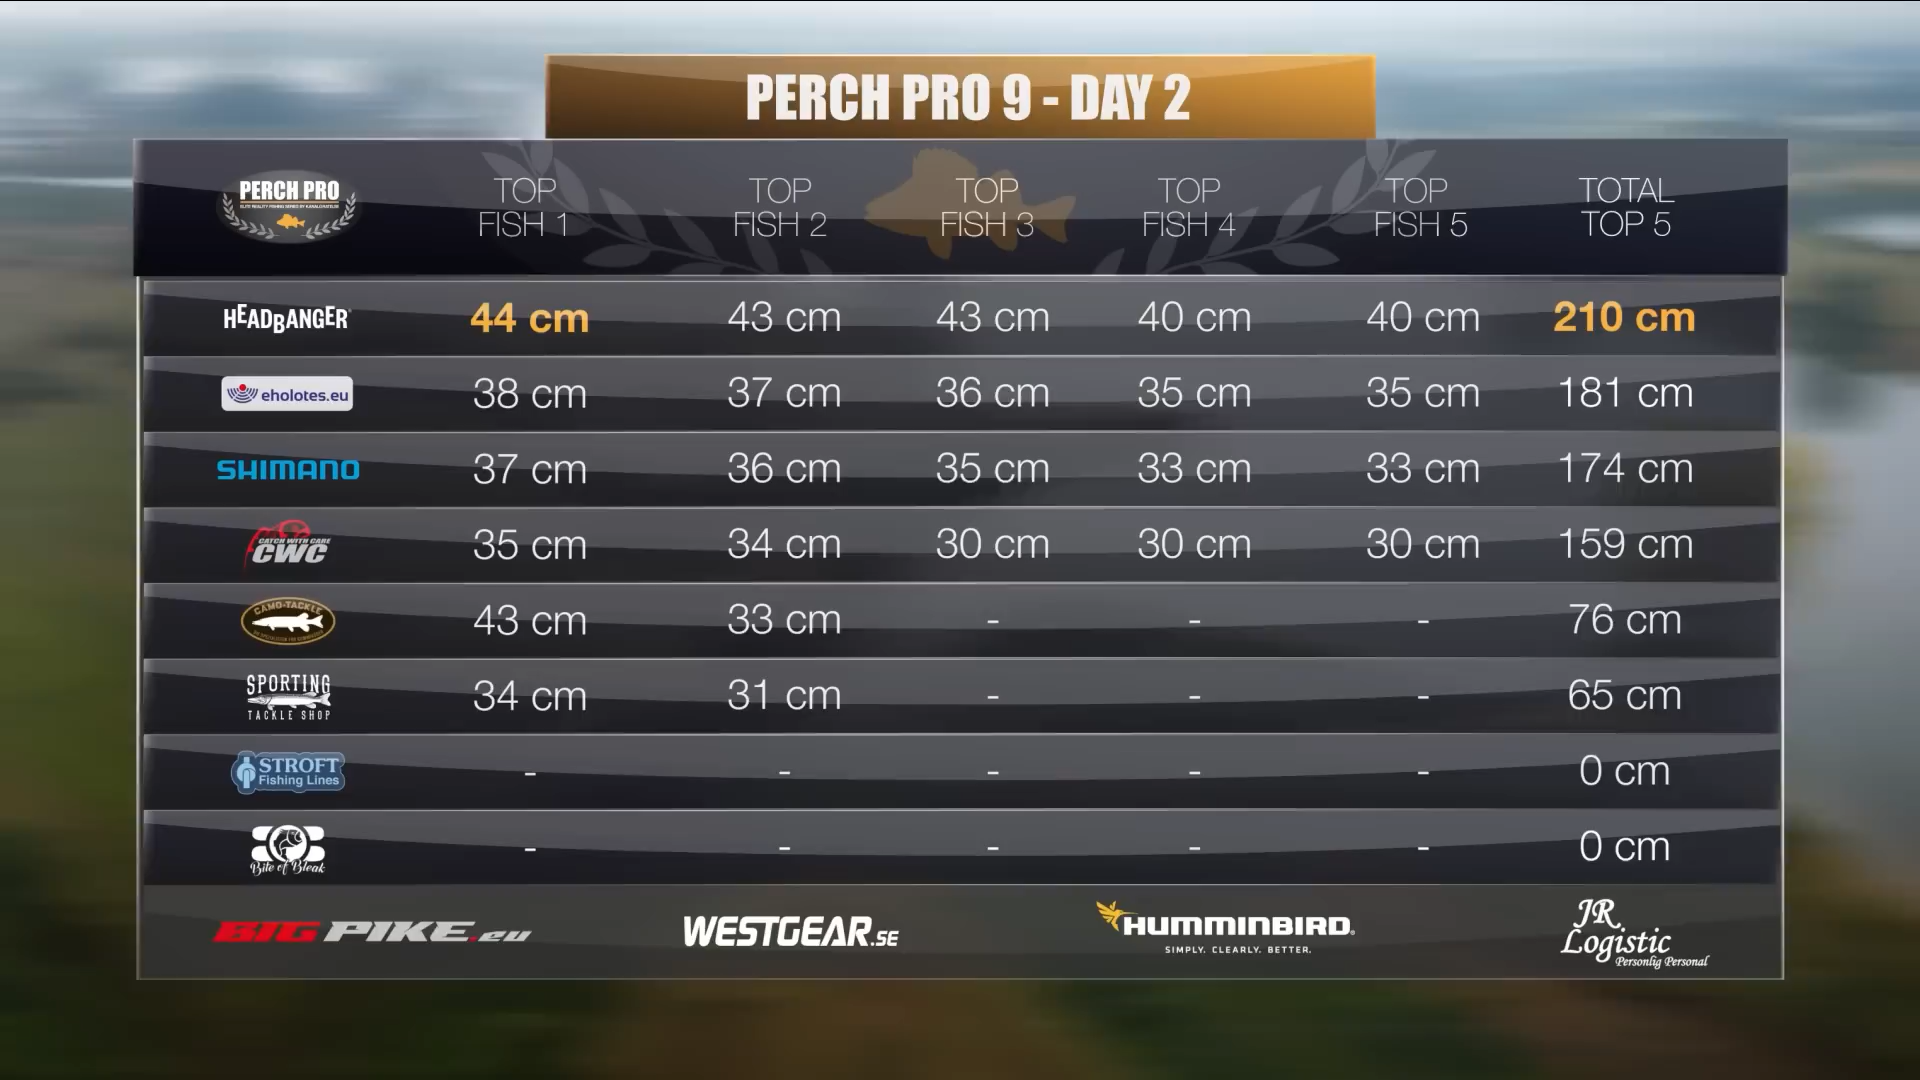 PERCH PRO 9 - DAY 2
PERCH PRO
TOP FISH 1 TOP FISH 2 TOP FISH 3 TOP FISH 4 TOP FISH 5 TOTAL TOP 5
HEADBANGER 44 cm 43 cm 43 cm 40 cm 40 cm 210 cm
eholotes.eu 38 cm 37 cm 36 cm 35 cm 35 cm 181 cm
SHIMANO 37 cm 36 cm 35 cm 33 cm 33 cm 174 cm
CATCH WITH CARE
CWC 35 cm 34 cm 30 cm 30 cm 30 cm 159 cm
CAMO-TACKLE 43 cm 33 cm - - - 76 cm
SPORTING
TACKLE SHOP 34 cm 31 cm - - - 65 cm
STROFT
Fishing Lines - - - - - 0 cm
Bite of Bleak - - - - - 0 cm
BIG PIKE.eu WESTGEAR.SE HUMMINBIRD
SIMPLY. CLEARLY. BETTER.
JR
Logistic
Personlig Personal